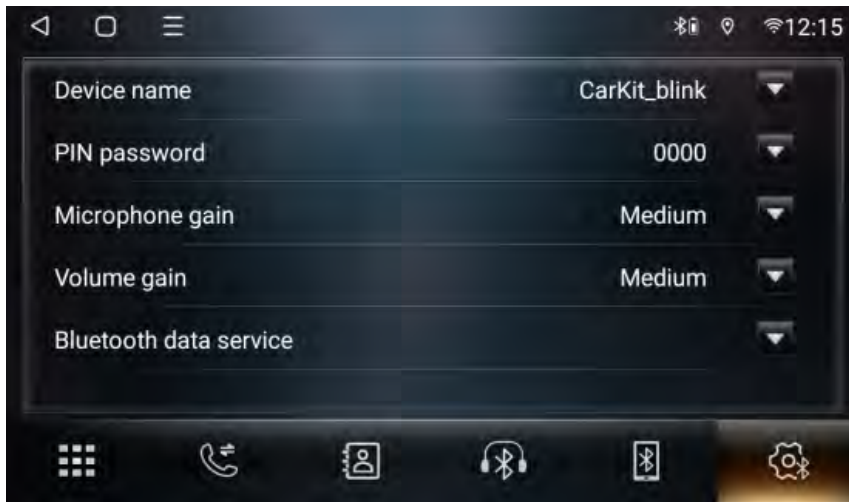 12:15
Device name CarKit_blink
PIN password 0000
Microphone gain Medium
Volume gain Medium
Bluetooth data service